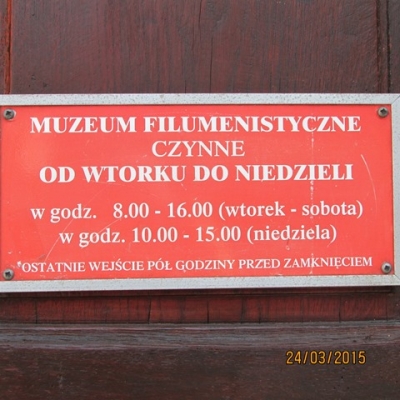 MUZEUM FILUMENISTYCZNE
CZYNNE
OD WTORKU DO NIEDZIELI
w godz. 8.00 - 16.00 (wtorek - sobota)
w godz. 10.00 - 15.00 (niedziela)
*OSTATNIE WEJŚCIE PÓŁ GODZINY PRZED ZAMKNIĘCIEM
24/03/2015